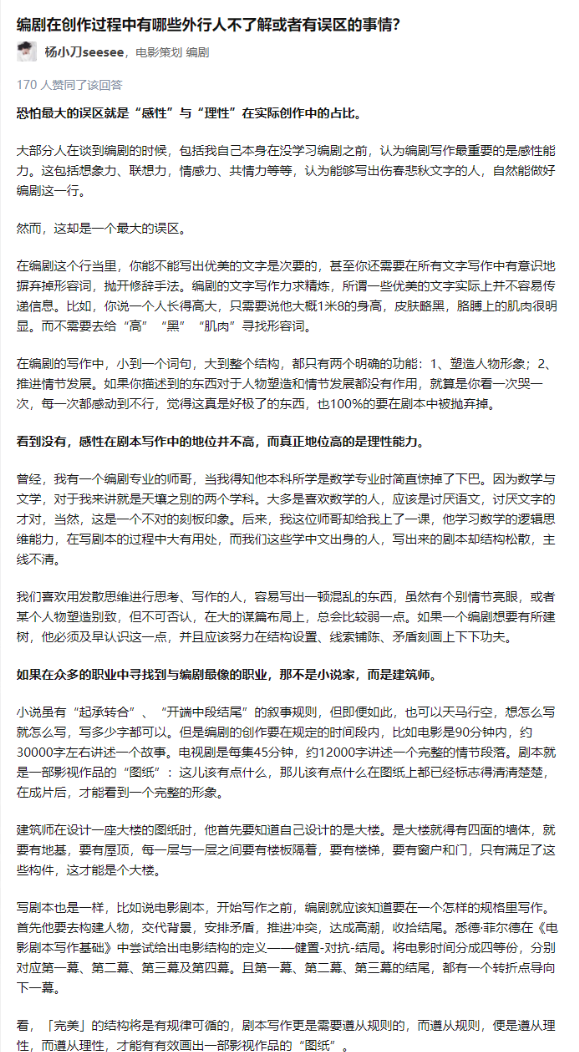 编剧在创作过程中有哪些外行人不了解或者有误区的事情?
杨小刀seesee，电影策划 编剧
170 人赞同了该回答
恐怕最大的误区就是“感性”与“理性”在实际创作中的占比。
大部分人在谈到编剧的时候，包括我自己本身在没学习编剧之前，认为编剧写作最重要的是感性能
力。这包括想象力、联想力，情感力、共情力等等，认为能够写出伤春悲秋文字的人，自然能做好
编剧这一行。
然而，这却是一个最大的误区。
在编剧这个行当里，你能不能写出优美的文字是次要的，甚至你还需要在所有文字写作中有意识地
摒弃掉形容词，抛开修辞手法。编剧的文字写作力求精炼，所谓一些优美的文字实际上并不容易传
递信息。比如，你说一个人长得高大，只需要说他大概1米8的身高，皮肤略黑，胳膊上的肌肉很明
显。而不需要去给“高”“黑”“肌肉”寻找形容词。
在编剧的写作中，小到一个词句，大到整个结构，都只有两个明确的功能：1、塑造人物形象；2、
推进情节发展。如果你描述到的东西对于人物塑造和情节发展都没有作用，就算是你看一次哭一
次，每一次都感动到不行，觉得这真是好极了的东西，也100%的要在剧本中被抛弃掉。
看到没有，感性在剧本写作中的地位并不高，而真正地位高的是理性能力。
曾经，我有一个编剧专业的师哥，当我得知他本科所学是数学专业时简直惊掉了下巴。因为数学与
文学，对于我来讲就是天壤之别的两个学科。大多是喜欢数学的人，应该是讨厌语文，讨厌文字的
才对，当然，这是一个不对的刻板印象。后来，我这位师哥却给我上了一课，他学习数学的逻辑思
维能力，在写剧本的过程中大有用处，而我们这些学中文出身的人，写出来的剧本却结构松散，主
线不清。
我们喜欢用发散思维进行思考、写作的人，容易写出一顿混乱的东西，虽然有个别情节亮眼，或者
某个人物塑造别致，但不可否认，在大的谋篇布局上，总会比较弱一点。如果一个编剧想要有所建
树，他必须及早认识这一点，并且应该努力在结构设置、线索铺陈、矛盾刻画上下下功夫。
如果在众多的职业中寻找到与编剧最像的职业，那不是小说家，而是建筑师。
小说虽有“起承转合”、“开端中段结尾”的叙事规则，但即便如此，也可以天马行空，想怎么写
就怎么写，写多少字都可以。但是编剧的创作要在规定的时间段内，比如电影是90分钟内，约
30000字左右讲述一个故事。电视剧是每集45分钟，约12000字讲述一个完整的情节段落。剧本就
是一部影视作品的“图纸”：这儿该有点什么，那儿该有点什么在图纸上都已经标志得清清楚楚，
在成片后，才能看到一个完整的形象。
建筑师在设计一座大楼的图纸时，他首先要知道自己设计的是大楼。是大楼就得有四面的墙体，就
要有地基，要有屋顶，每一层与一层之间要有楼板隔着，要有楼梯，要有窗户和门，只有满足了这
些构件，这才能是个大楼。
写剧本也是一样，比如说电影剧本，开始写作之前，编剧就应该知道要在一个怎样的规格里写作。
首先他要去构建人物，交代背景，安排矛盾，推进冲突，达成高潮，收拾结尾。悉德·菲尔德在《电
影剧本写作基础》中尝试给出电影结构的定义——健置-对抗-结局。将电影时间分成四等份，分别
对应第一幕、第二幕、第三幕及第四幕。且第一幕、第二幕、第三幕的结尾，都有一个转折点导向
下一幕。
看，「完美」的结构将是有规律可循的，剧本写作更是需要遵从规则的，而遵从规则，便是遵从理
性，而遵从理性，才能有有效画出一部影视作品的“图纸”。